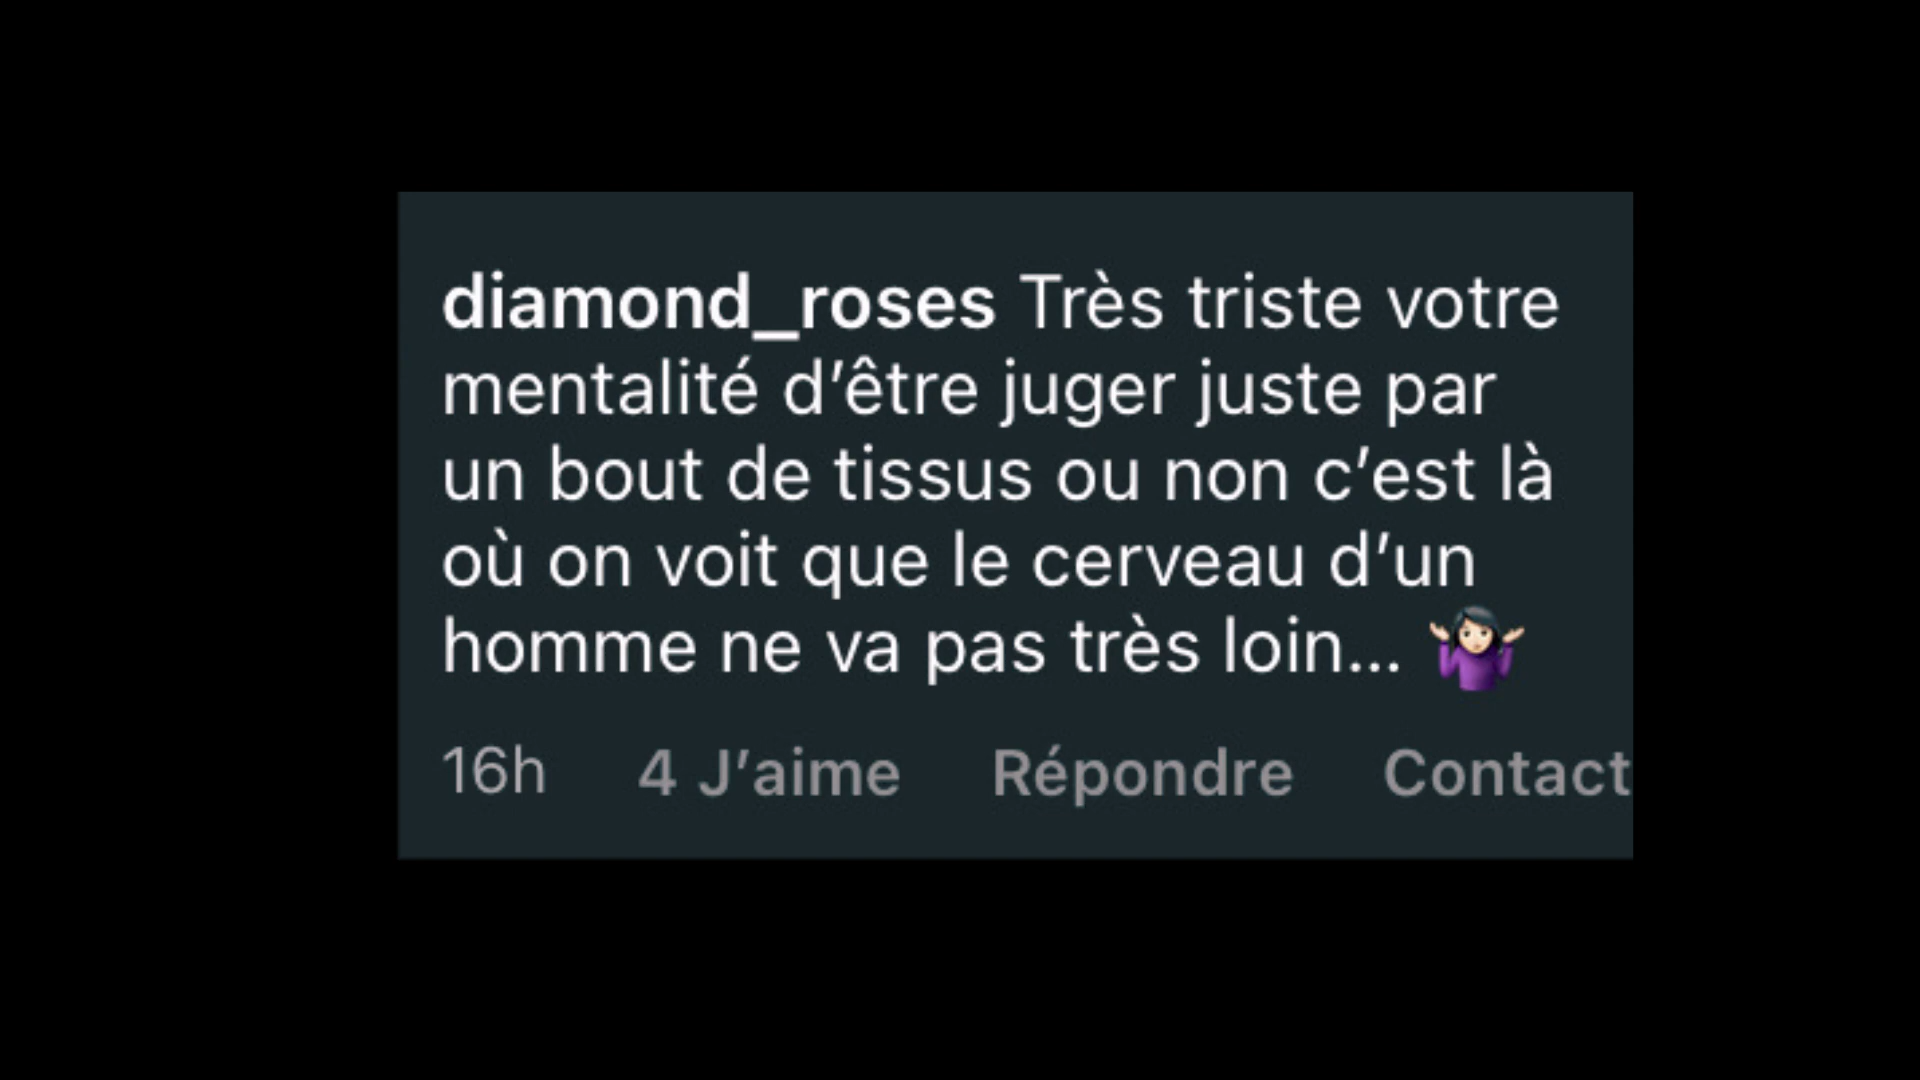 diamond_roses Très triste votre
mentalité d’être juger juste par
un bout de tissus ou non c’est là
où on voit que le cerveau d’un
homme ne va pas très loin... 🤷🏻‍♀️
16h 4 J’aime Répondre Contact